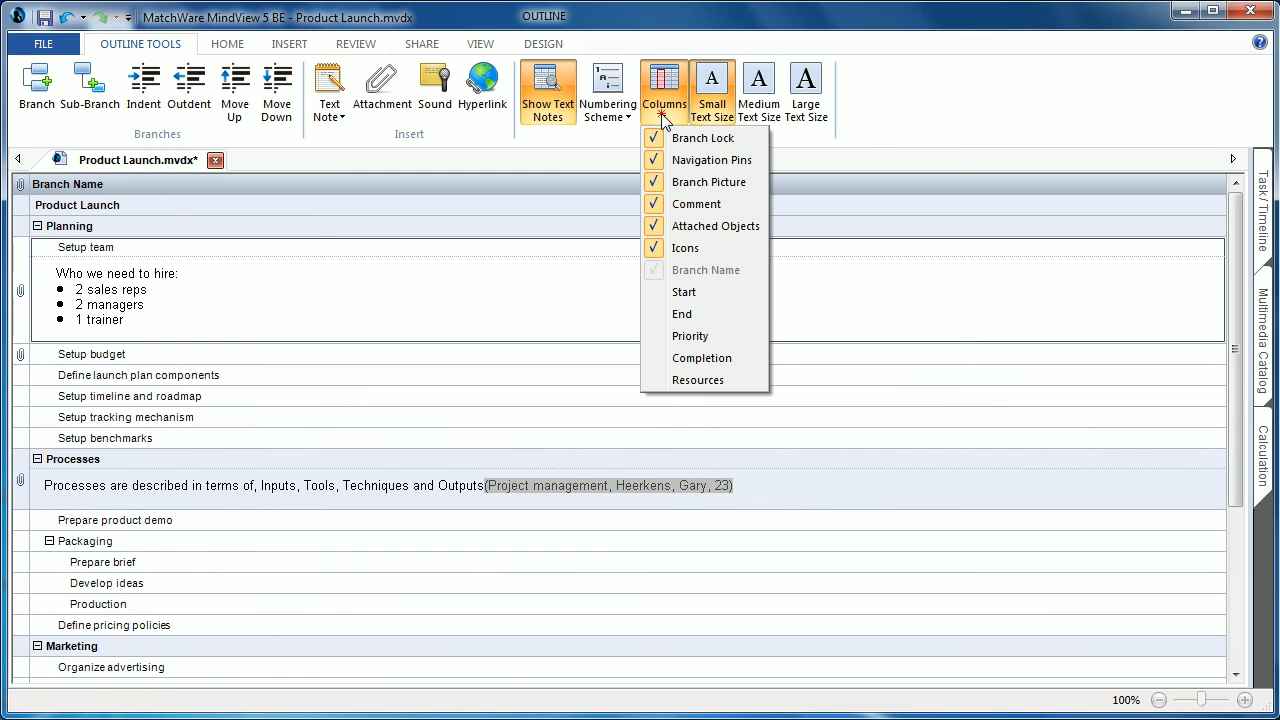 MatchWare MindView 5 BE - Product Launch.mvdx
OUTLINE
FILE OUTLINE TOOLS HOME INSERT REVIEW SHARE VIEW DESIGN
Branch Sub-Branch Indent Outdent Move Up Move Down
Branches
Text Note Attachment Sound Hyperlink
Insert
Show Text Notes Numbering Scheme Columns Small Text Size Medium Text Size Large Text Size
Product Launch.mvdx*
Branch Lock
Navigation Pins
Branch Picture
Comment
Attached Objects
Icons
Branch Name
Start
End
Priority
Completion
Resources
Branch Name
Product Launch
Planning
Setup team
Who we need to hire:
● 2 sales reps
● 2 managers
● 1 trainer
Setup budget
Define launch plan components
Setup timeline and roadmap
Setup tracking mechanism
Setup benchmarks
Processes
Processes are described in terms of, Inputs, Tools, Techniques and Outputs(Project management, Heerkens, Gary, 23)
Prepare product demo
Packaging
Prepare brief
Develop ideas
Production
Define pricing policies
Marketing
Organize advertising
Task / Timeline
Multimedia Catalog
Calculation
100%